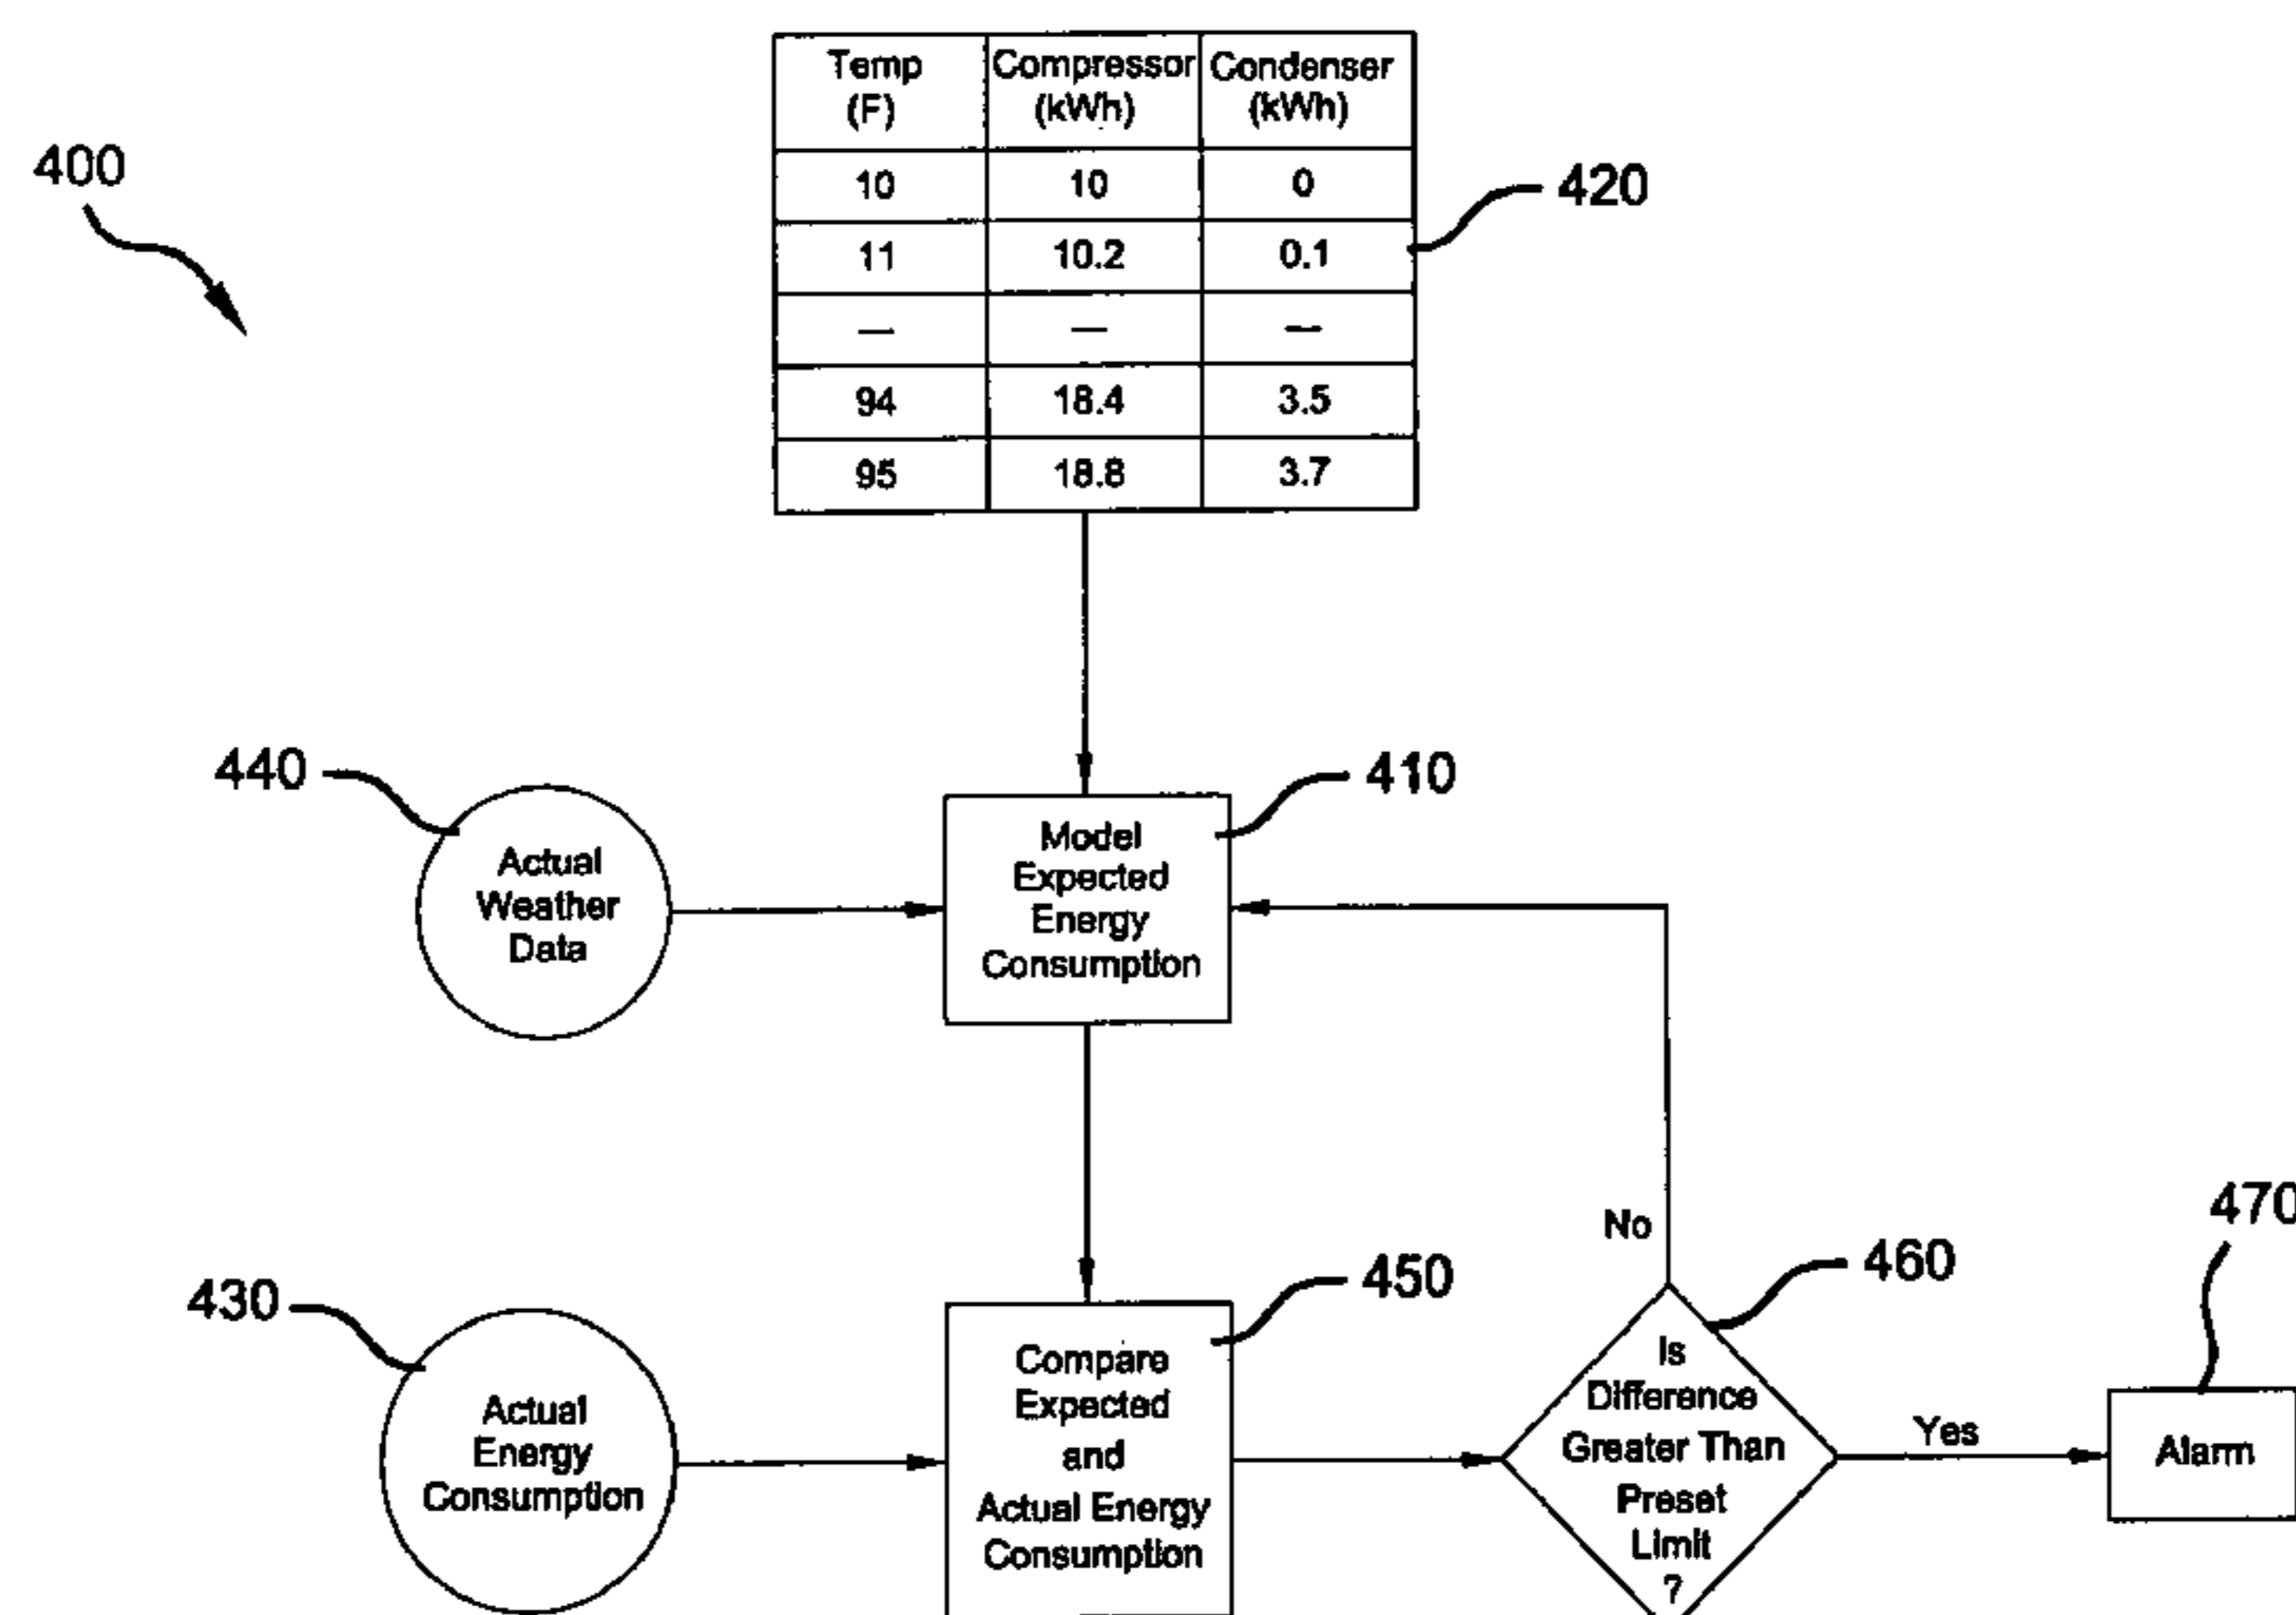 Temp (F) Compressor (kWh) Condenser (kWh)
10 10 0
11 10.2 0.1
— — —
94 18.4 3.5
95 18.8 3.7
400
420
440
410
Actual
Weather
Data
Model
Expected
Energy
Consumption
No
470
460
430
450
Actual
Energy
Consumption
Compare
Expected
and
Actual Energy
Consumption
Is
Difference
Greater Than
Preset
Limit
?
Yes
Alarm